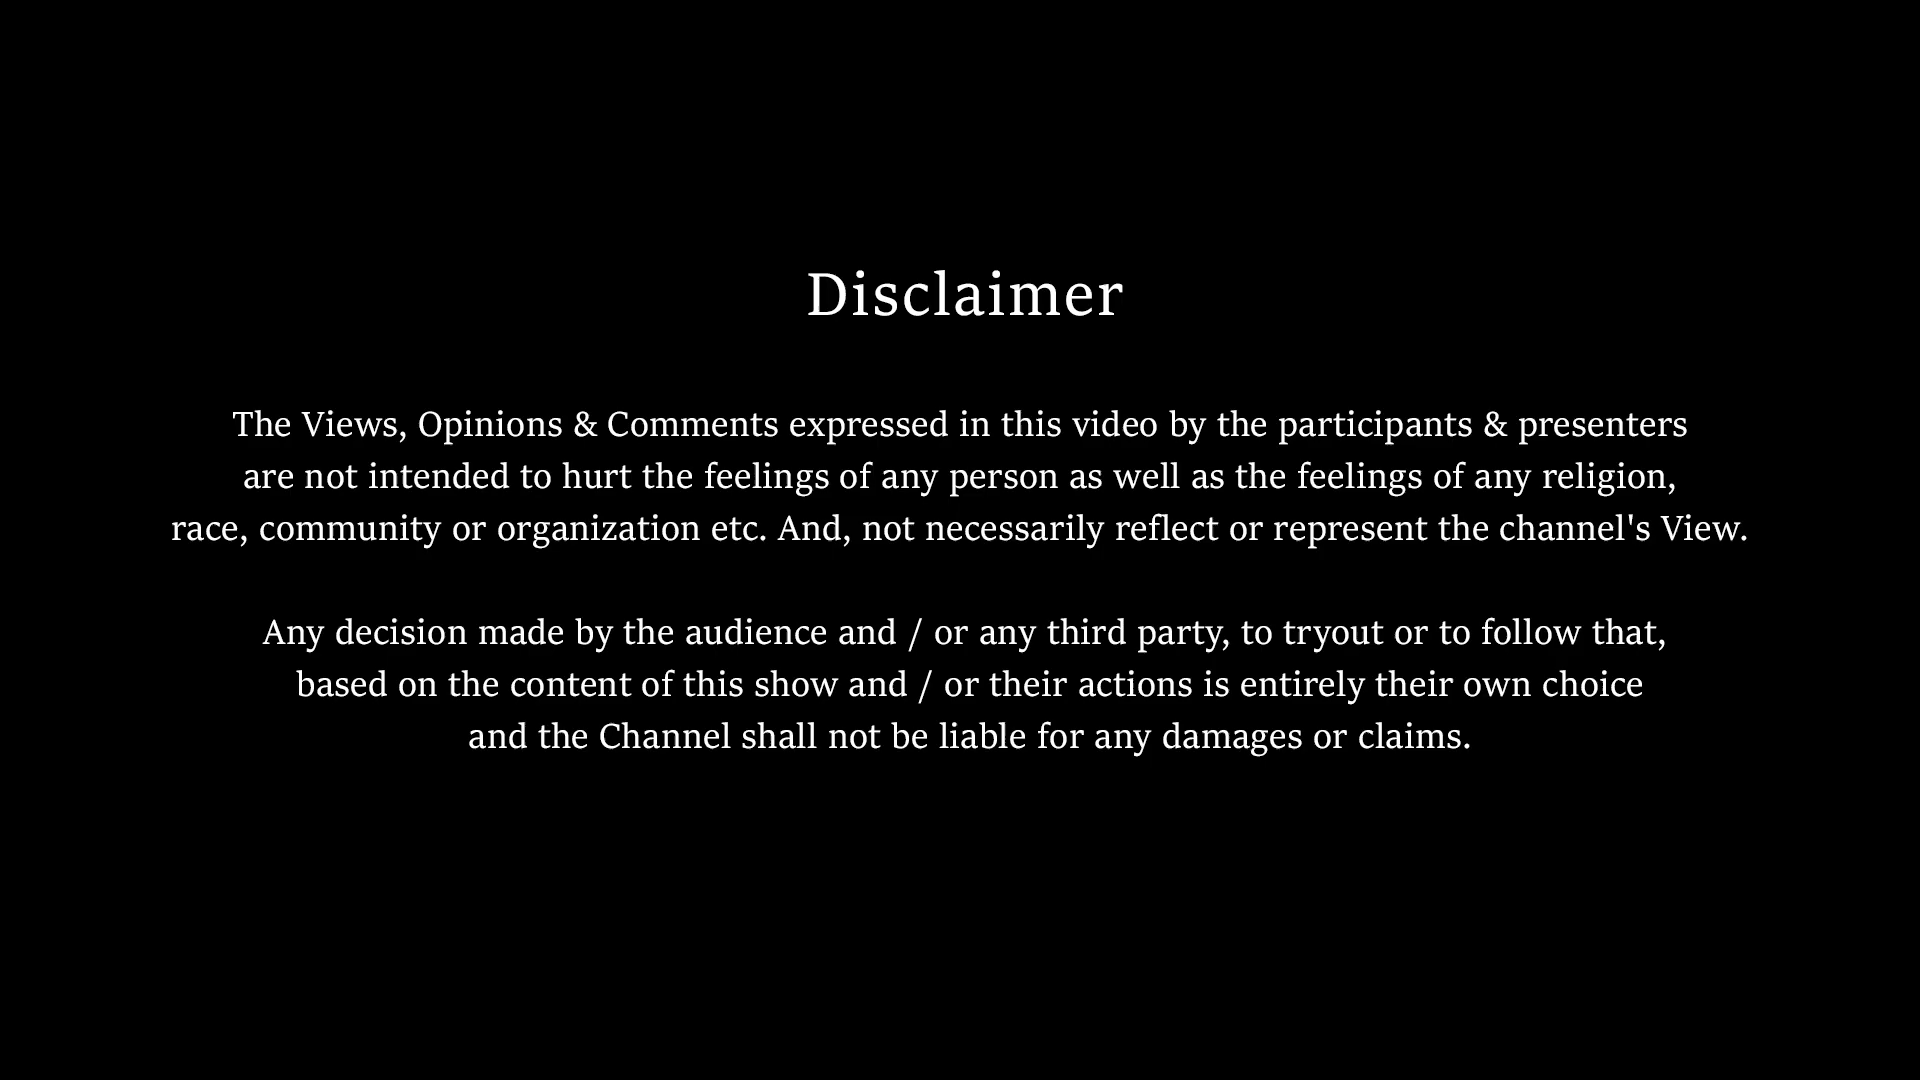 Disclaimer
The Views, Opinions & Comments expressed in this video by the participants & presenters
are not intended to hurt the feelings of any person as well as the feelings of any religion,
race, community or organization etc. And, not necessarily reflect or represent the channel's View.
Any decision made by the audience and / or any third party, to tryout or to follow that,
based on the content of this show and / or their actions is entirely their own choice
and the Channel shall not be liable for any damages or claims.